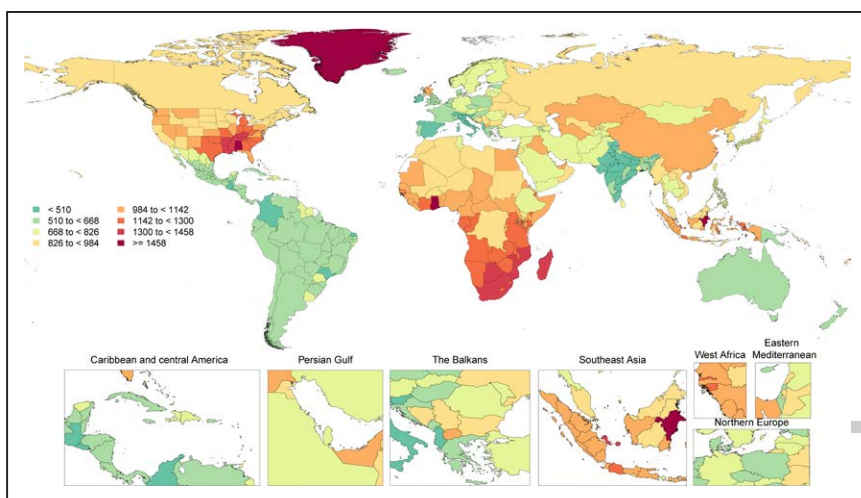 < 510
510 to < 668
668 to < 826
826 to < 984
984 to < 1142
1142 to < 1300
1300 to < 1458
>= 1458
Caribbean and central America
Persian Gulf
The Balkans
Southeast Asia
West Africa
Eastern
Mediterranean
Northern Europe